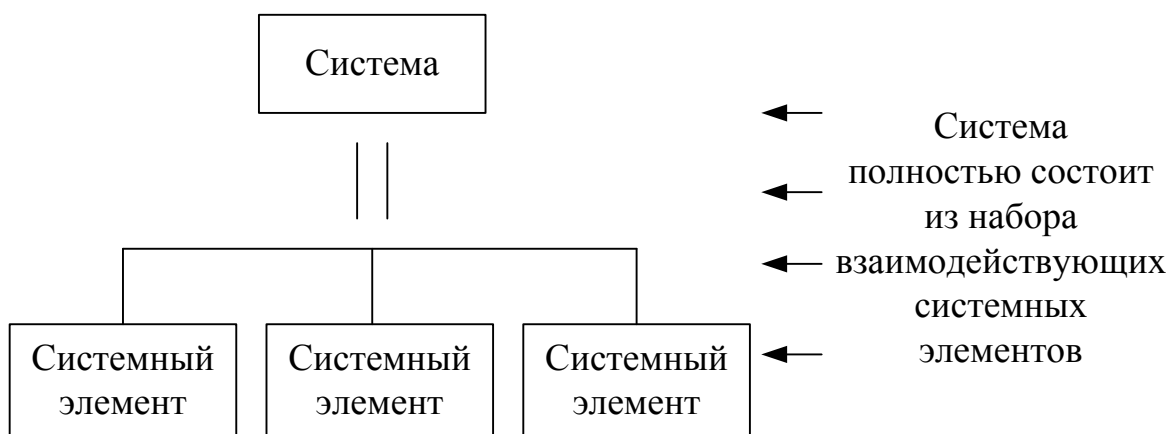 Система
Система
полностью состоит
из набора
взаимодействующих
системных
элементов
Системный
элемент
Системный
элемент
Системный
элемент